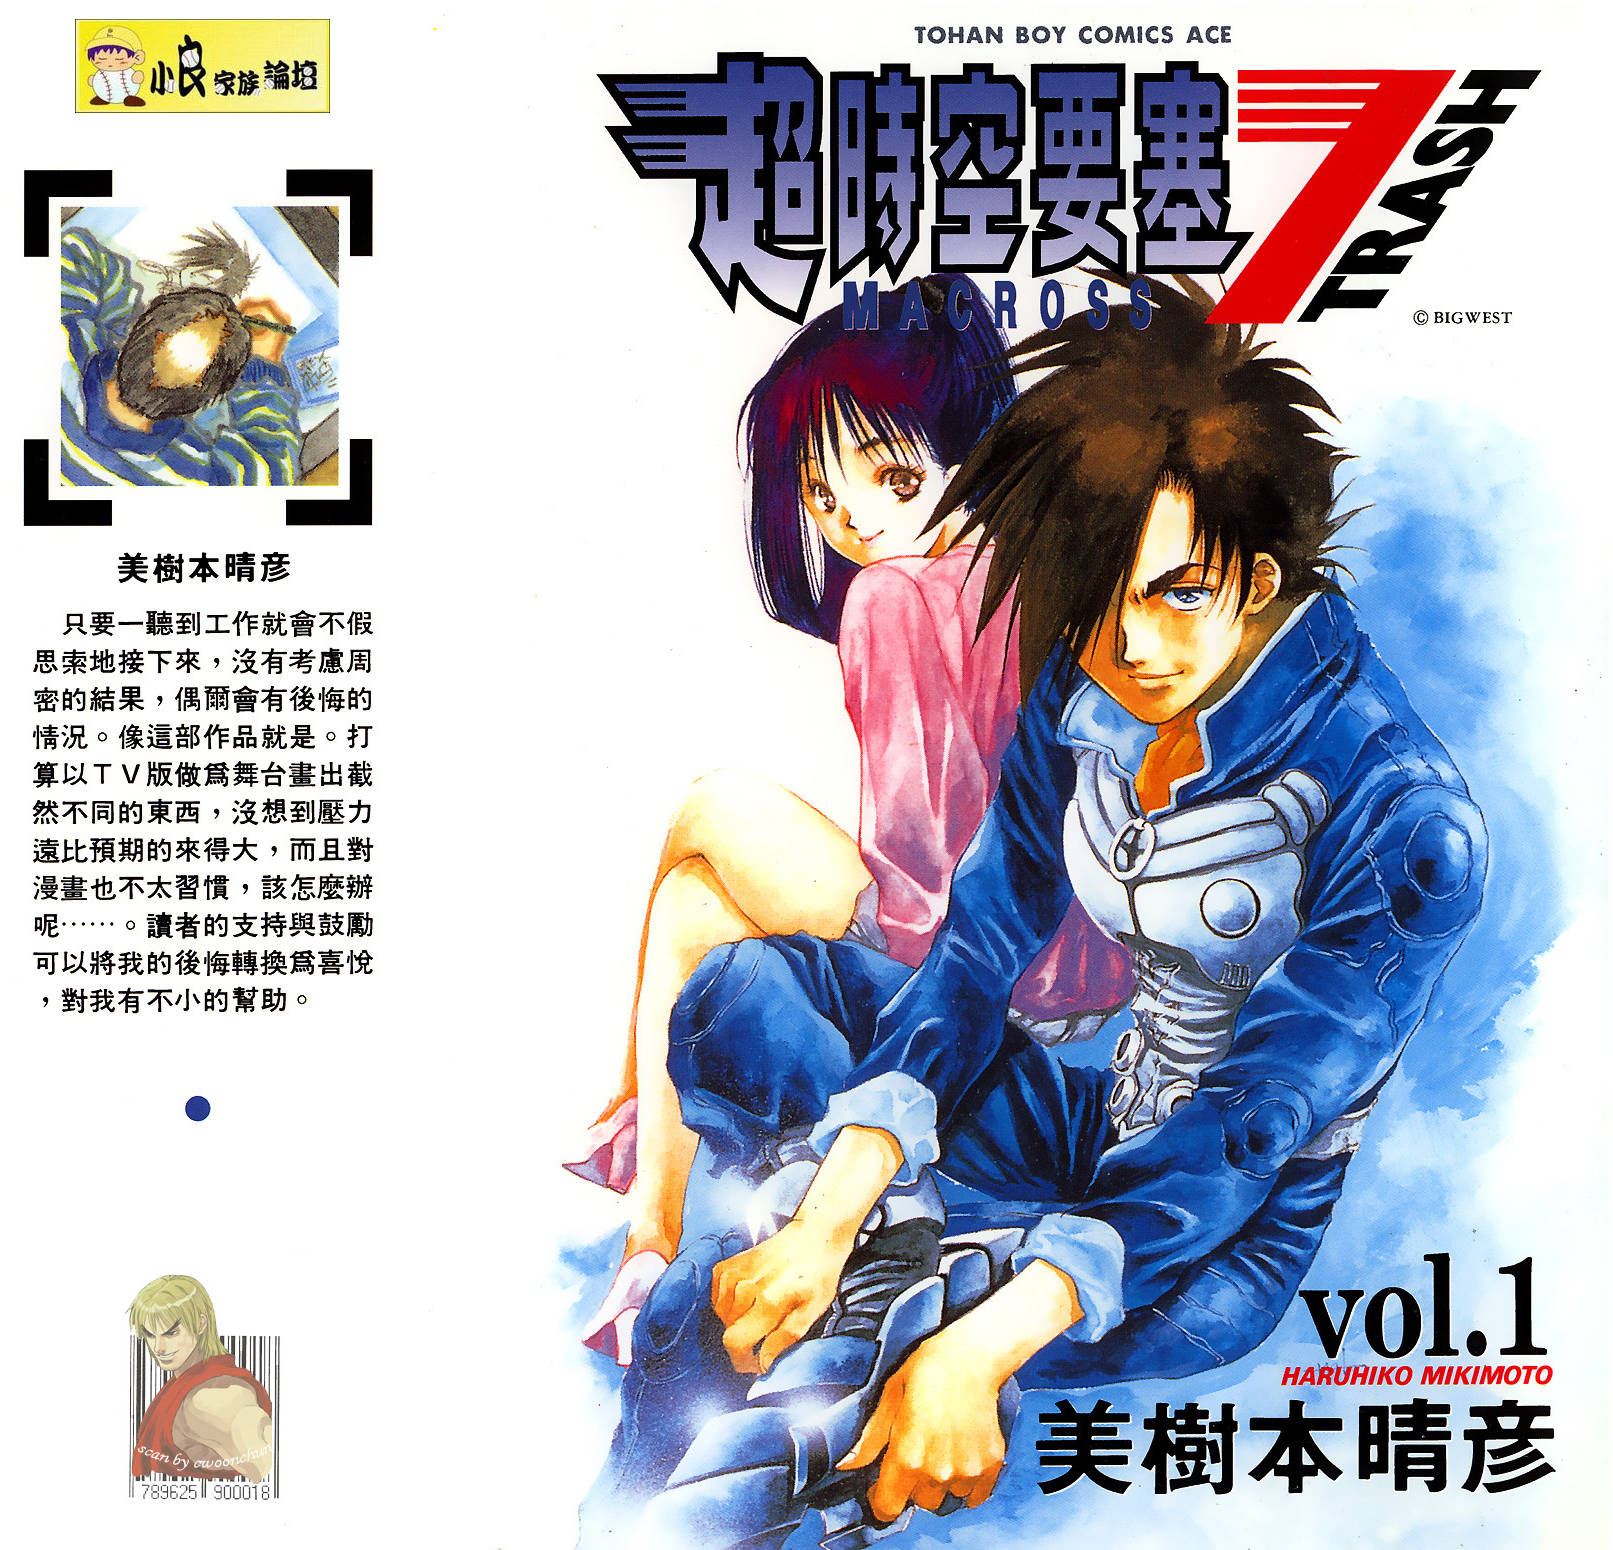 小良家族論壇
美樹本晴彥
只要一聽到工作就會不假
思索地接下來，沒有考慮周
密的結果，偶爾會有後悔的
情況。像這部作品就是。打
算以ＴＶ版做為舞台畫出截
然不同的東西，沒想到壓力
遠比預期的來得大，而且對
漫畫也不太習慣，該怎麼辦
呢……。讀者的支持與鼓勵
可以將我的後悔轉換為喜悅
，對我有不小的幫助。
scan by cwoonchun
789625 900018
TOHAN BOY COMICS ACE
超時空要塞7
TRASH
MACROSS
© BIGWEST
vol.1
HARUHIKO MIKIMOTO
美樹本晴彥